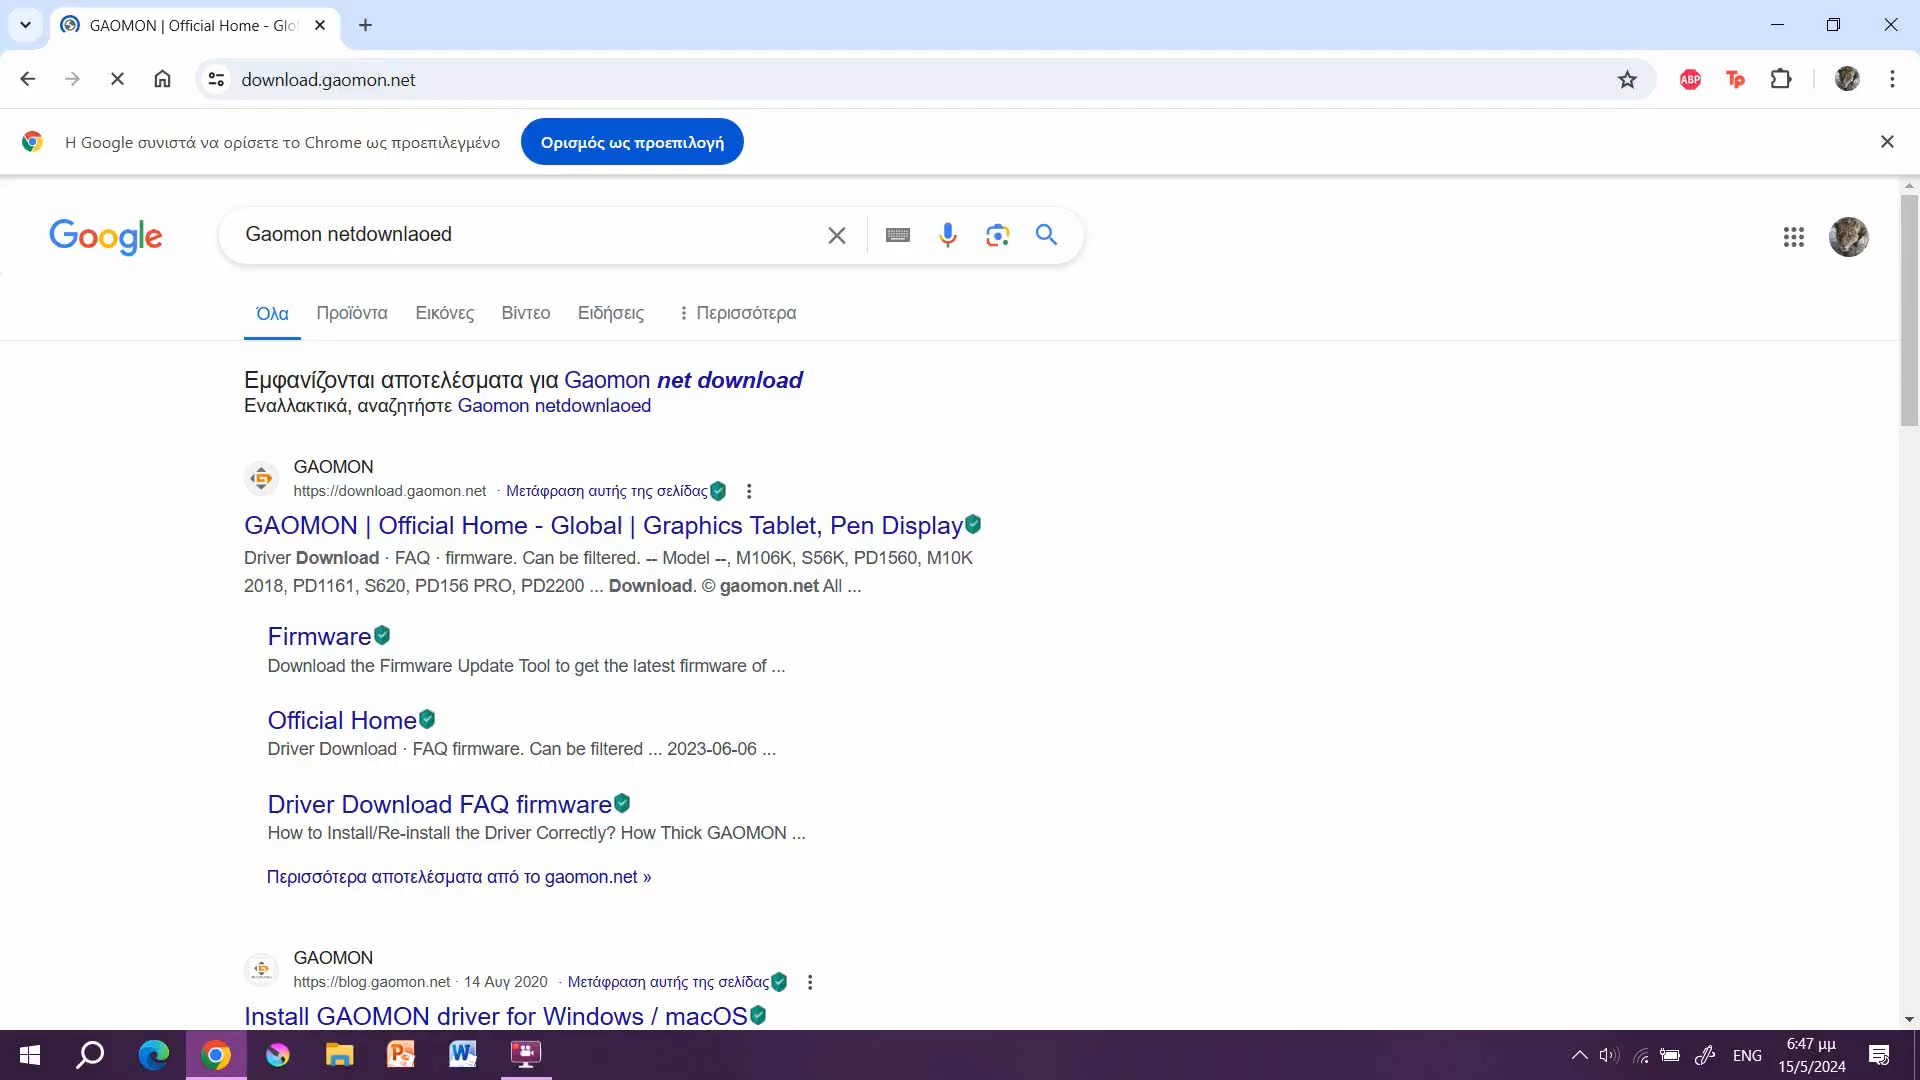 GAOMON | Official Home - Glo
download.gaomon.net
ABP
Tp
Η Google συνιστά να ορίσετε το Chrome ως προεπιλεγμένο
Ορισμός ως προεπιλογή
Google
Gaomon netdownlaoed
Όλα
Προϊόντα
Εικόνες
Βίντεο
Ειδήσεις
Περισσότερα
Εμφανίζονται αποτελέσματα για Gaomon net download
Εναλλακτικά, αναζητήστε Gaomon netdownlaoed
GAOMON
https://download.gaomon.net · Μετάφραση αυτής της σελίδας
GAOMON | Official Home - Global | Graphics Tablet, Pen Display
Driver Download · FAQ · firmware. Can be filtered. -- Model --, M106K, S56K, PD1560, M10K
2018, PD1161, S620, PD156 PRO, PD2200 ... Download. © gaomon.net All ...
Firmware
Download the Firmware Update Tool to get the latest firmware of ...
Official Home
Driver Download · FAQ firmware. Can be filtered ... 2023-06-06 ...
Driver Download FAQ firmware
How to Install/Re-install the Driver Correctly? How Thick GAOMON ...
Περισσότερα αποτελέσματα από το gaomon.net »
GAOMON
https://blog.gaomon.net · 14 Αυγ 2020 · Μετάφραση αυτής της σελίδας
Install GAOMON driver for Windows / macOS
ENG
6:47 μμ
15/5/2024